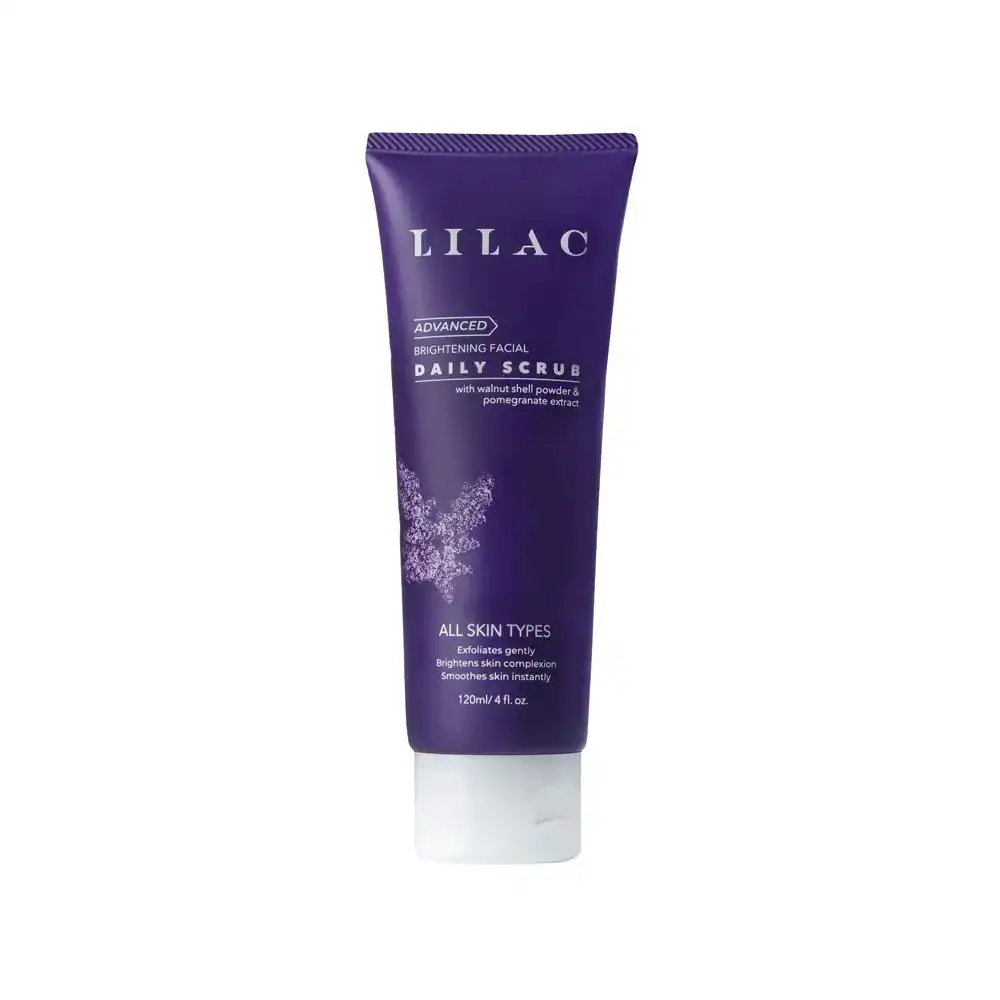 LILAC
ADVANCED
BRIGHTENING FACIAL
DAILY SCRUB
with walnut shell powder &
pomegranate extract
ALL SKIN TYPES
Exfoliates gently
Brightens skin complexion
Smoothes skin instantly
120ml/ 4 fl. oz.